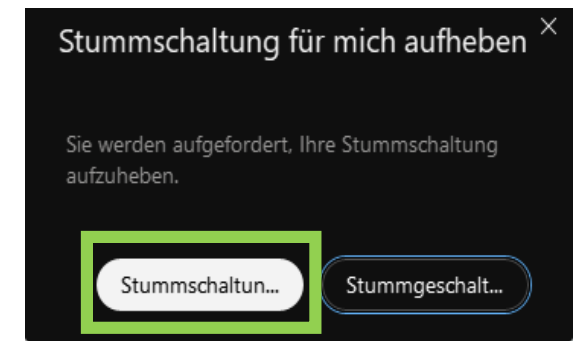 Stummschaltung für mich aufheben
Sie werden aufgefordert, Ihre Stummschaltung
aufzuheben.
Stummschaltun...
Stummgeschalt...